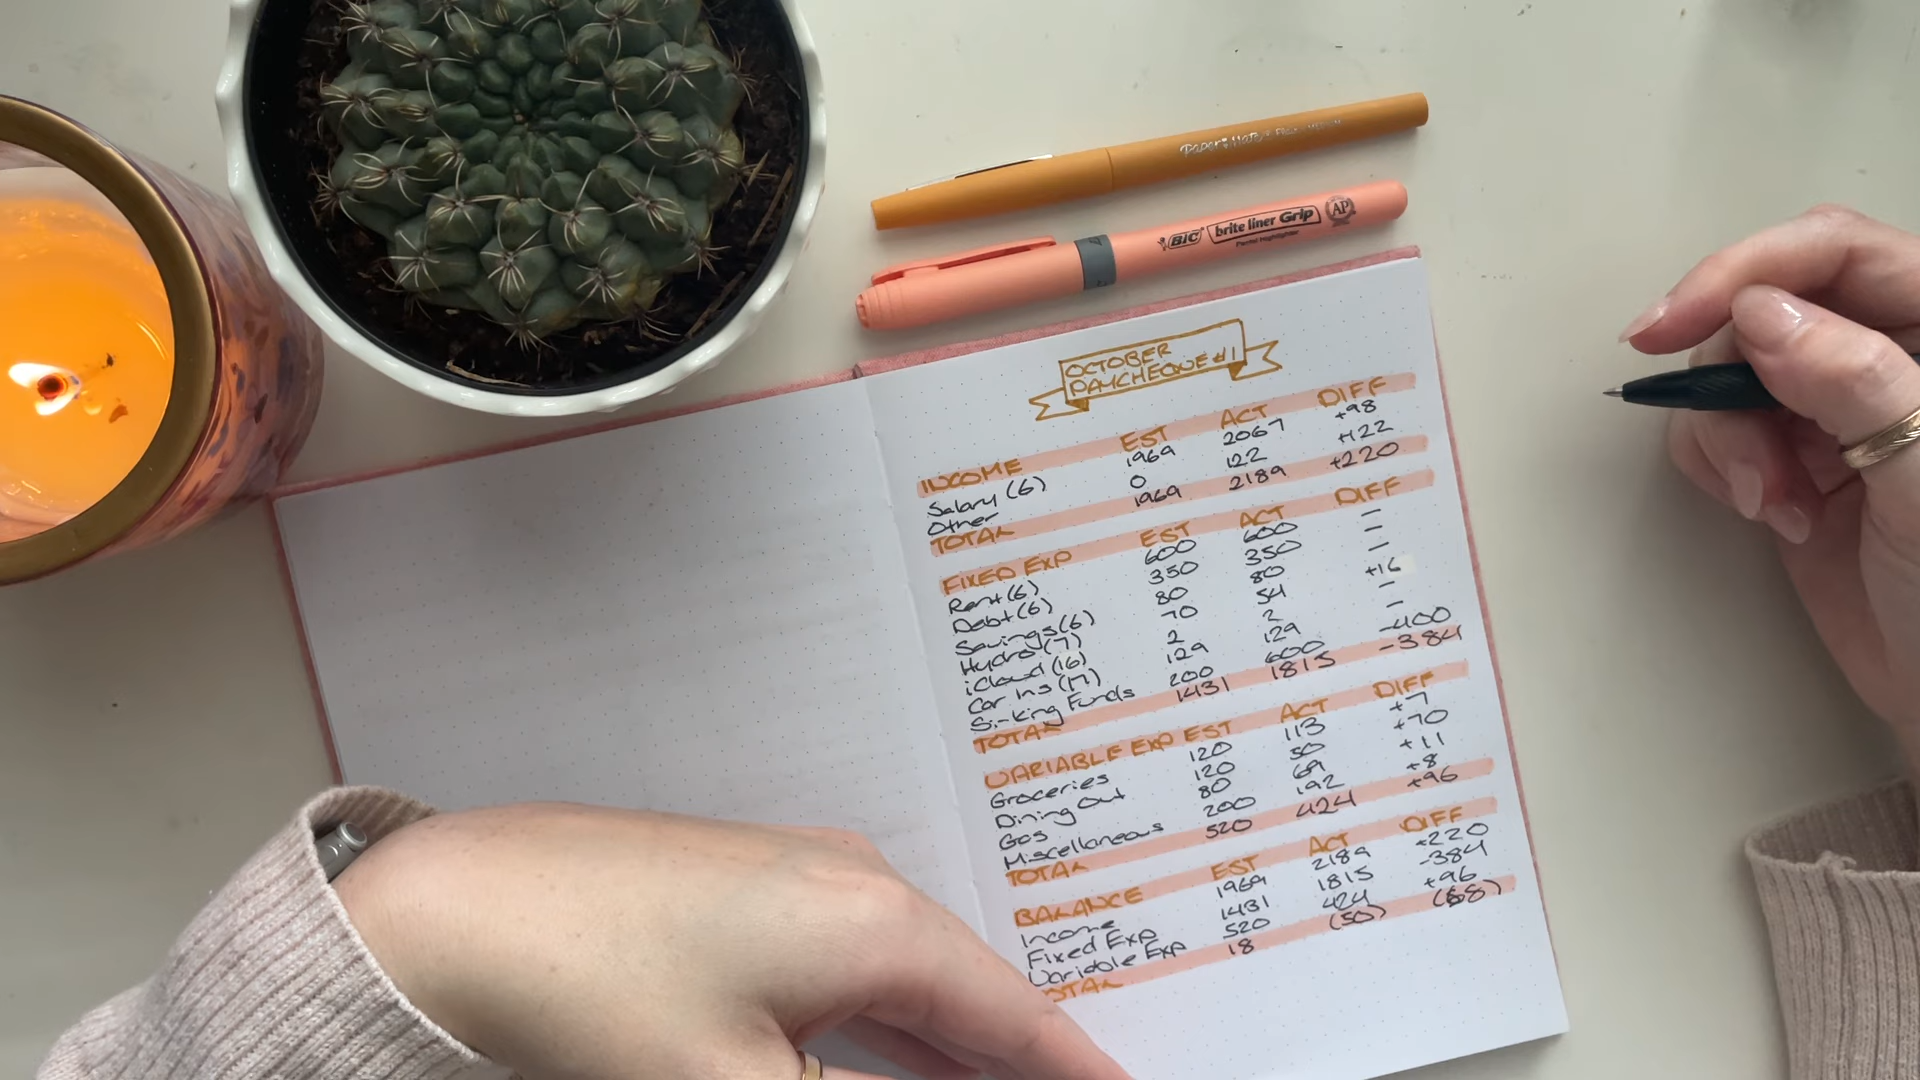 Paper Mate Flair
BIC brite liner Grip AP
Pastel Highlighter
OCTOBER
PAYCHEQUE #1
INCOME EST ACT DIFF
Salary (6) 1969 2067 +98
Other 0 122 +122
TOTAL 1969 2189 +220
FIXED EXP EST ACT DIFF
Rent (6) 600 600 –
Debt (6) 350 350 –
Savings (6) 80 80 –
Hydro (7) 70 54 +16
iCloud (16) 2 2 –
Car Ins (17) 129 129 –
Sinking Funds 200 600 -400
TOTAL 1431 1815 -384
VARIABLE EXP EST ACT DIFF
Groceries 120 113 +7
Dining Out 120 50 +70
Gas 80 69 +11
Miscellaneous 200 192 +8
TOTAL 520 424 +96
BALANCE EST ACT DIFF
Income 1969 2189 +220
Fixed Exp 1431 1815 -384
Variable Exp 520 424 +96
TOTAL 18 (50) (68)